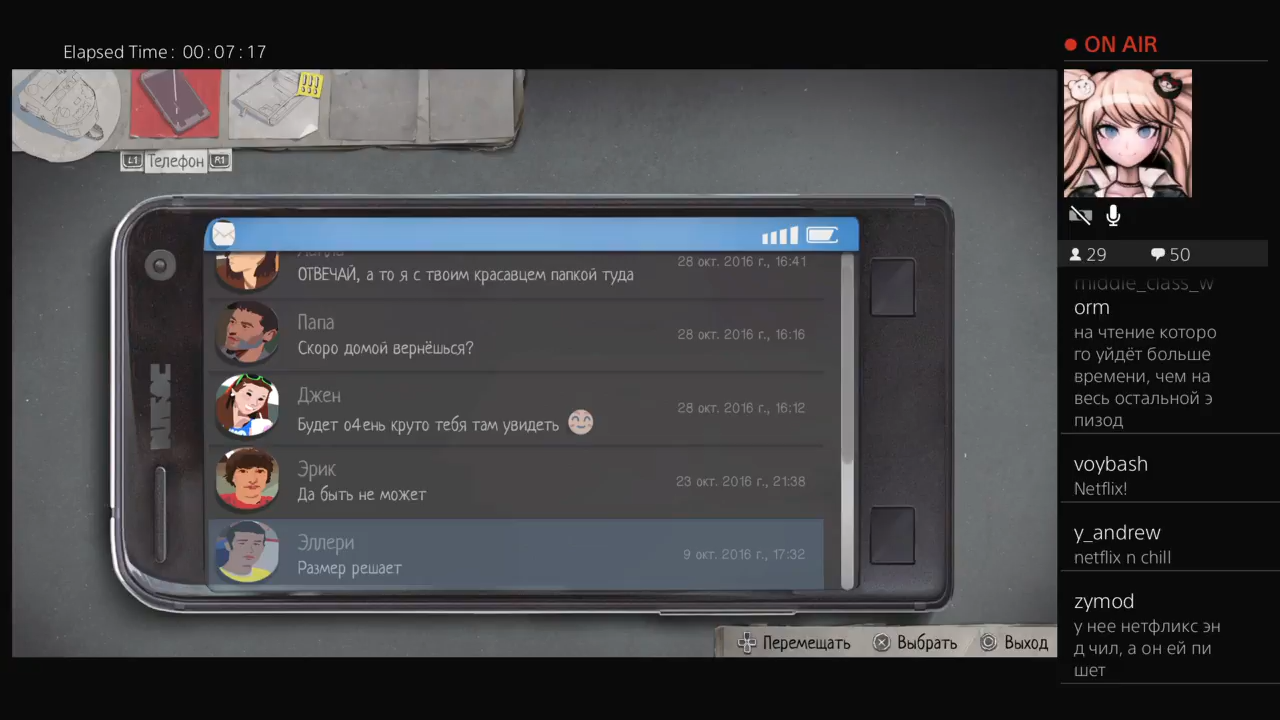 Elapsed Time: 00:07:17
ON AIR
L1 Телефон R1
28 окт. 2016 г., 16:41
ОТВЕЧАЙ, а то я с твоим красавцем папкой туда
Папа
28 окт. 2016 г., 16:16
Скоро домой вернёшься?
Джен
28 окт. 2016 г., 16:12
Будет о4ень круто тебя там увидеть
Эрик
23 окт. 2016 г., 21:38
Да быть не может
Эллери
9 окт. 2016 г., 17:32
Размер решает
Перемещать Выбрать Выход
29 50
middle_class_w
orm
на чтение которо
го уйдёт больше
времени, чем на
весь остальной э
пизод
voybash
Netflix!
y_andrew
netflix n chill
zymod
у нее нетфликс эн
д чил, а он ей пи
шет